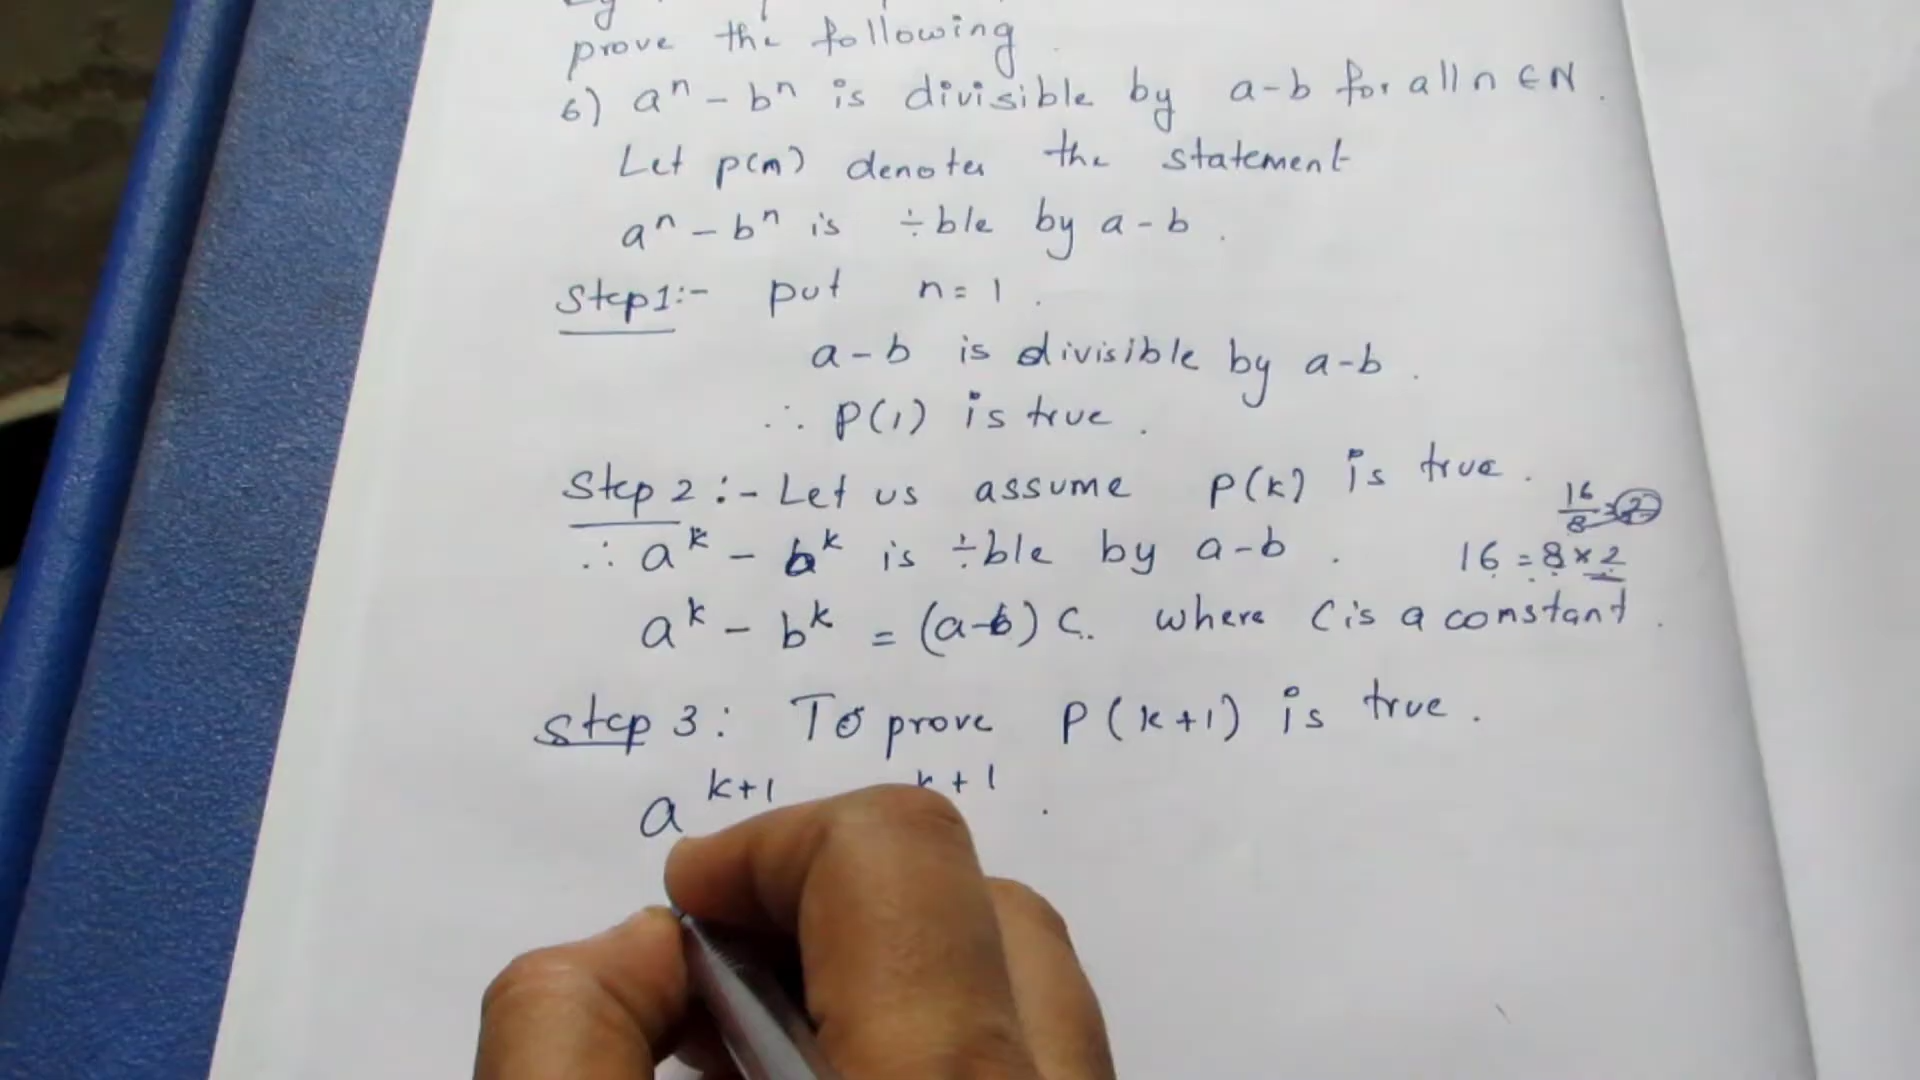 prove the following
6) aⁿ - bⁿ is divisible by a-b for all n ∈ N.
Let p(n) denotes the statement
aⁿ - bⁿ is ÷ble by a-b.
Step1:- put n=1.
a-b is divisible by a-b.
∴ P(1) is true.
Step 2:- Let us assume P(k) is true.
16/8 = 2
∴ aᵏ - bᵏ is ÷ble by a-b.
16 = 8×2
aᵏ - bᵏ = (a-b) C. where C is a constant.
Step 3: To prove P(k+1) is true.
aᵏ⁺¹ k+1.